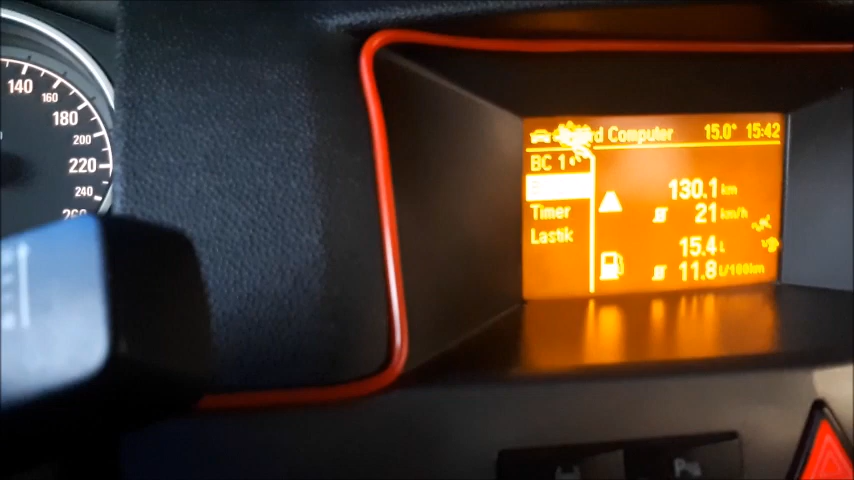 140
160
180
200
220
240
260
Computer 15.0° 15:42
BC 1
130.1 km
Timer
21 km/h
Lastik
15.4 L
11.8 L/100km